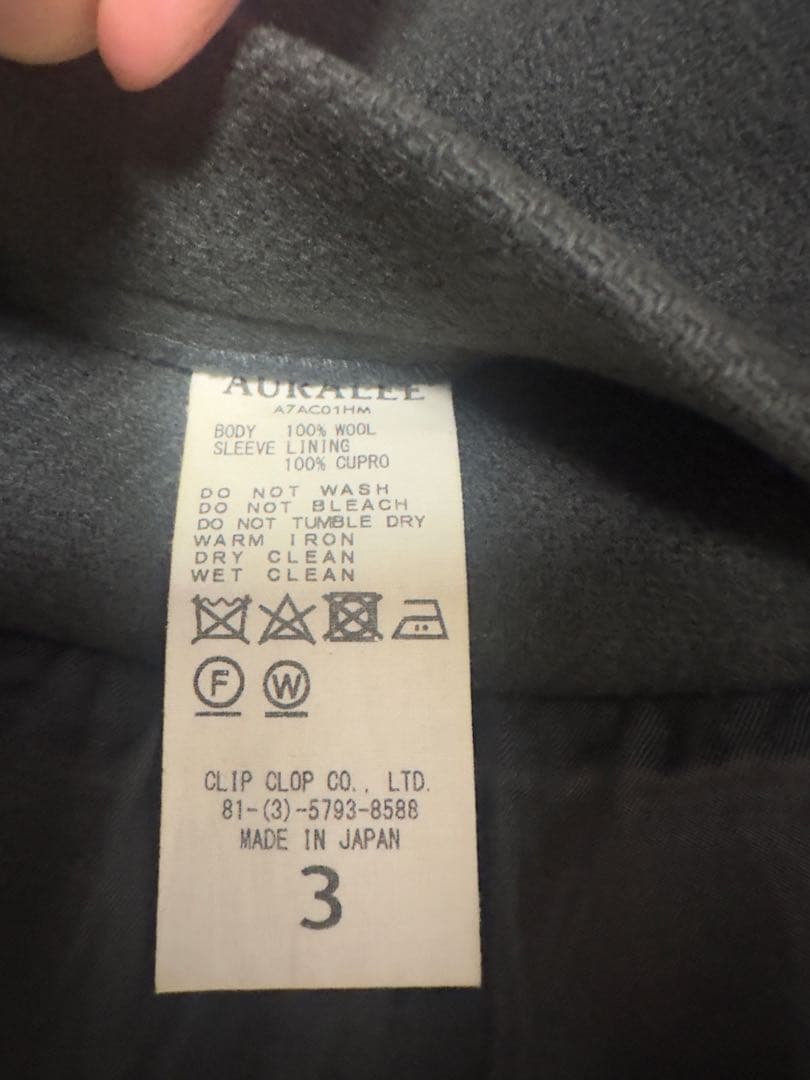 AURALEE
A7AC01HM
BODY 100% WOOL
SLEEVE LINING
100% CUPRO
DO NOT WASH
DO NOT BLEACH
DO NOT TUMBLE DRY
WARM IRON
DRY CLEAN
WET CLEAN
F W
CLIP CLOP CO., LTD.
81-(3)-5793-8588
MADE IN JAPAN
3